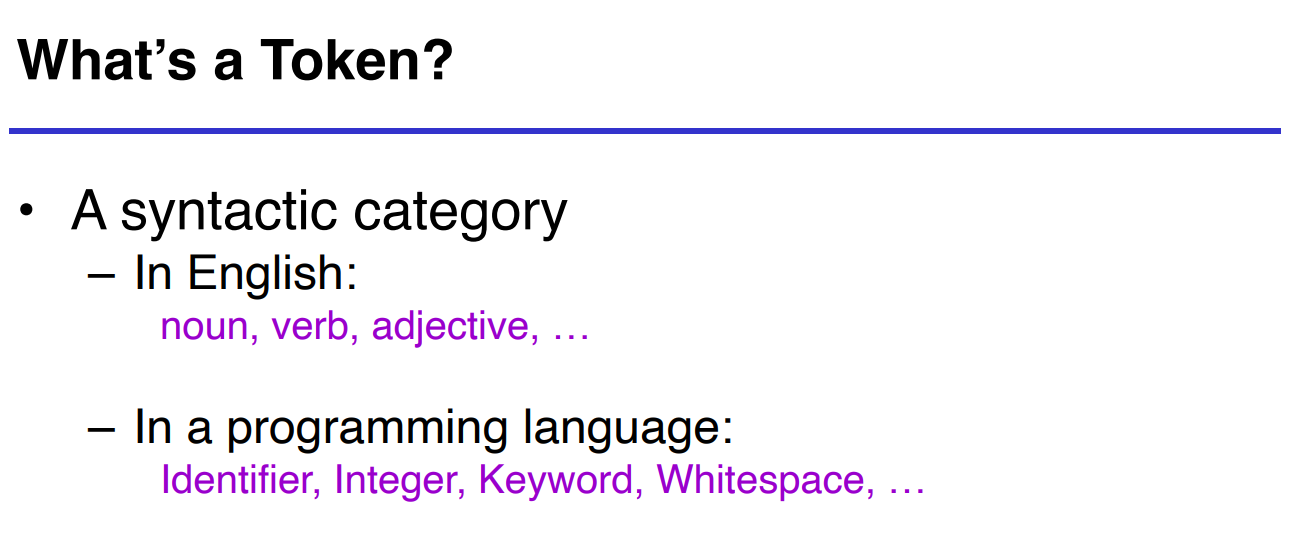 What’s a Token?
• A syntactic category
– In English:
noun, verb, adjective, …
– In a programming language:
Identifier, Integer, Keyword, Whitespace, …